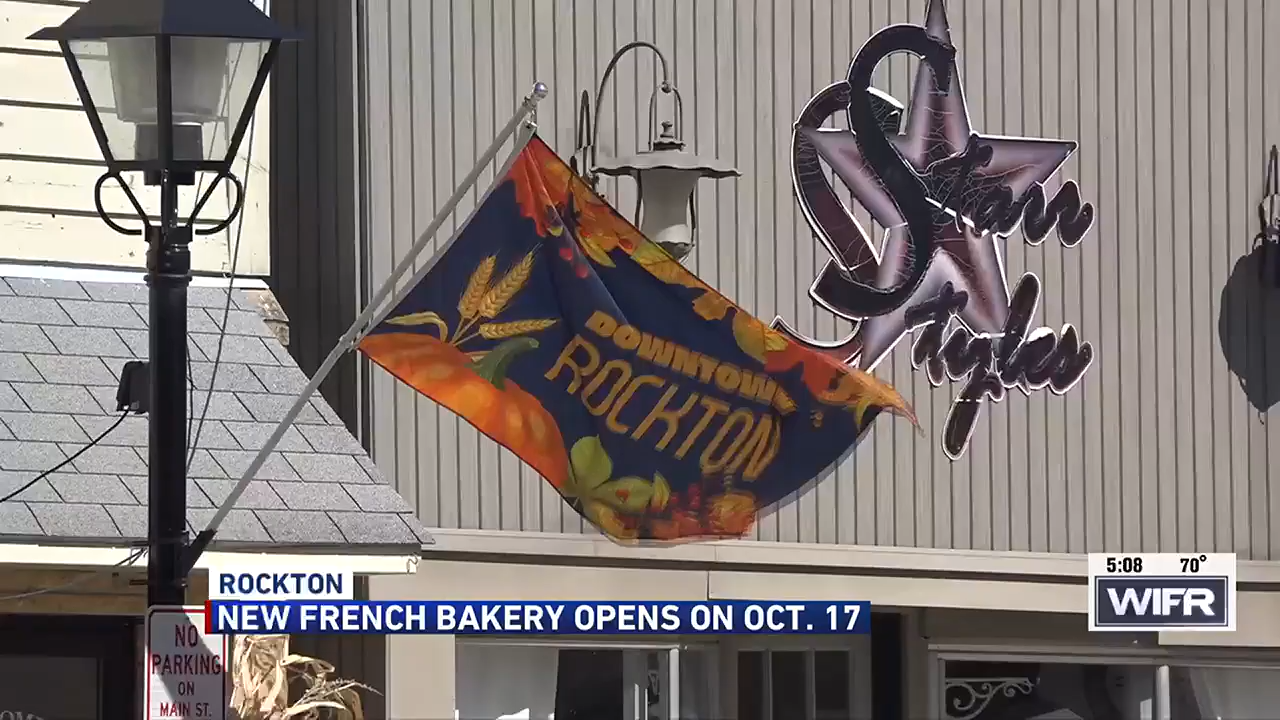 Starr
Styles
DOWNTOWN
ROCKTON
ROCKTON
NEW FRENCH BAKERY OPENS ON OCT. 17
5:08 70°
WIFR
NO
PARKING
ON
MAIN ST.